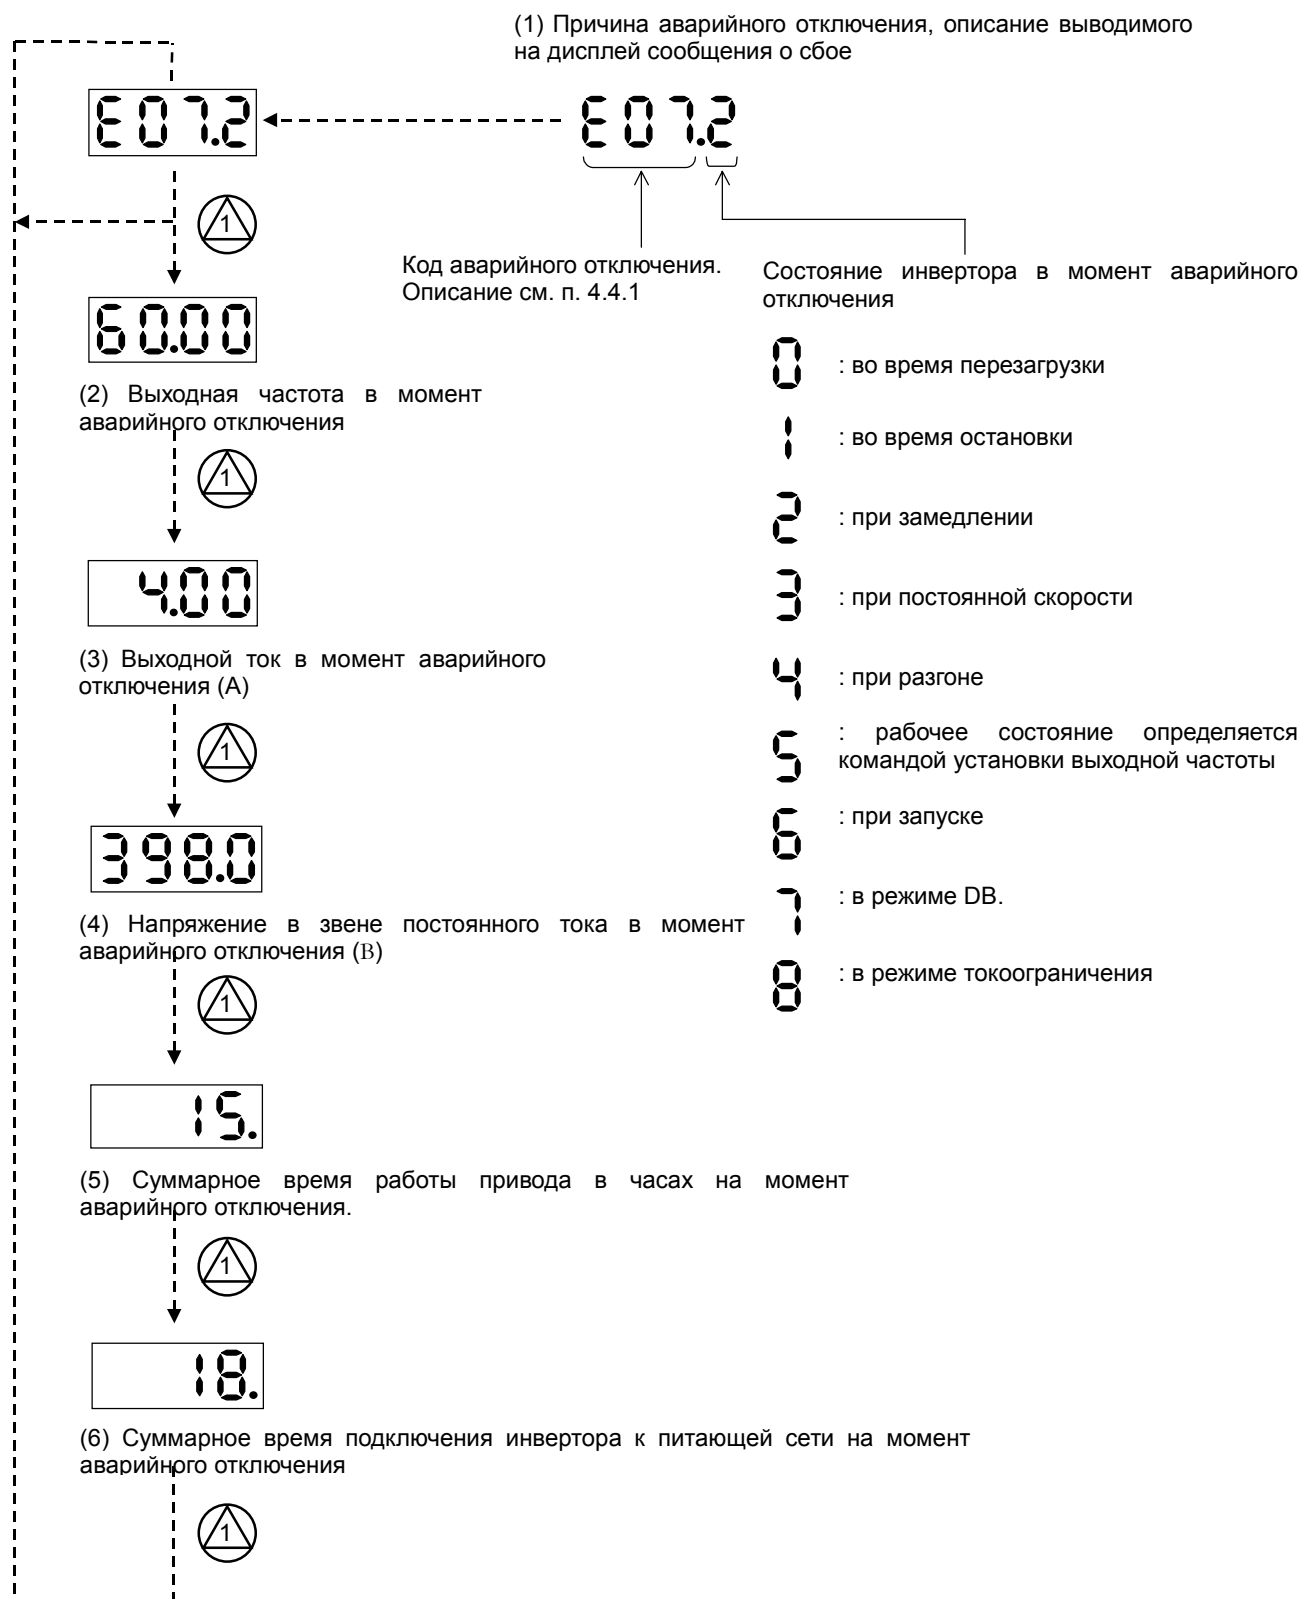 (1) Причина аварийного отключения, описание выводимого
на дисплей сообщения о сбое
E07.2
E07.2
1
Код аварийного отключения.
Описание см. п. 4.4.1
Состояние инвертора в момент аварийного
отключения
60.00
(2) Выходная частота в момент
аварийного отключения
1
4.00
(3) Выходной ток в момент аварийного
отключения (А)
1
398.0
(4) Напряжение в звене постоянного тока в момент
аварийного отключения (В)
1
15.
(5) Суммарное время работы привода в часах на момент
аварийного отключения.
1
18.
(6) Суммарное время подключения инвертора к питающей сети на момент
аварийного отключения
1
0 : во время перезагрузки
1 : во время остановки
2 : при замедлении
3 : при постоянной скорости
4 : при разгоне
5 : рабочее состояние определяется
командой установки выходной частоты
6 : при запуске
7 : в режиме DB.
8 : в режиме токоограничения